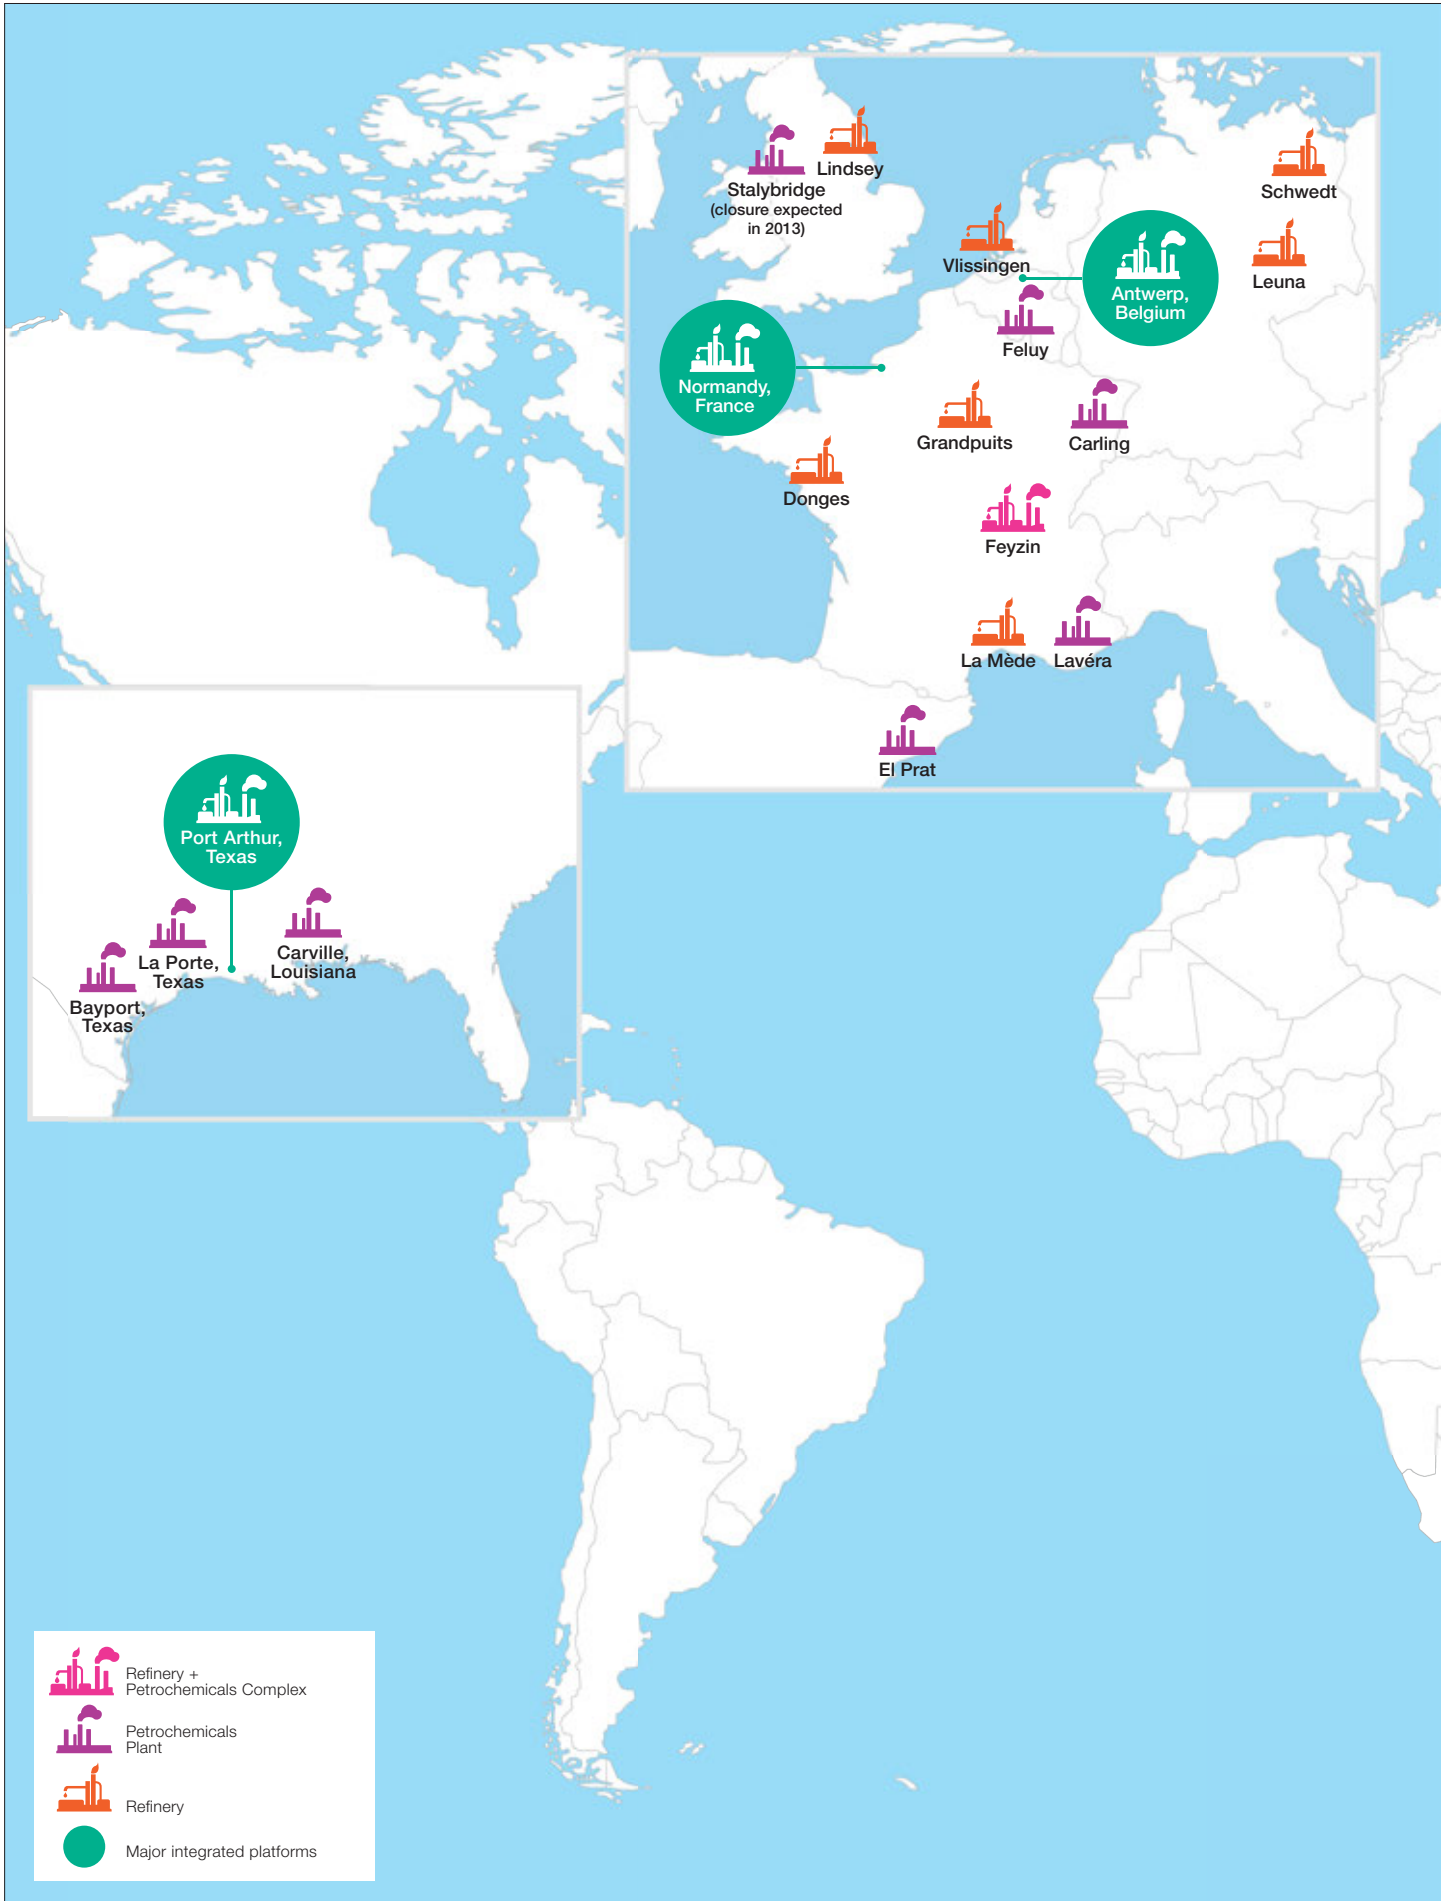 Lindsey
Stalybridge
(closure expected
in 2013)
Schwedt
Vlissingen
Leuna
Antwerp,
Belgium
Feluy
Normandy,
France
Grandpuits
Carling
Donges
Feyzin
La Mède
Lavéra
El Prat
Port Arthur,
Texas
La Porte,
Texas
Carville,
Louisiana
Bayport,
Texas
Refinery +
Petrochemicals Complex
Petrochemicals
Plant
Refinery
Major integrated platforms